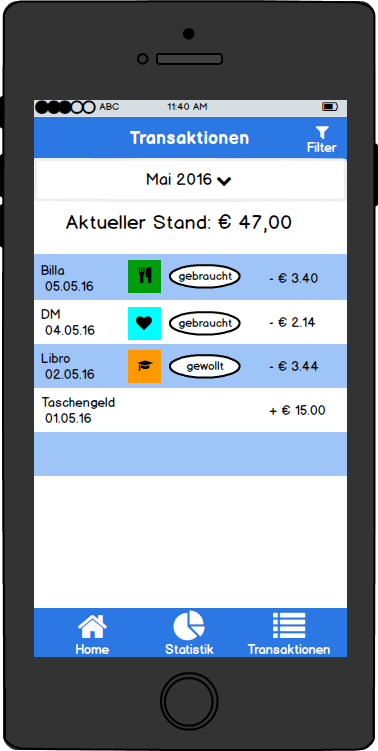 ABC 11:40 AM
Transaktionen
Filter
Mai 2016
Aktueller Stand: € 47,00
Billa
05.05.16 gebraucht - € 3.40
DM
04.05.16 gebraucht - € 2.14
Libro
02.05.16 gewollt - € 3.44
Taschengeld
01.05.16 + € 15.00
Home Statistik Transaktionen